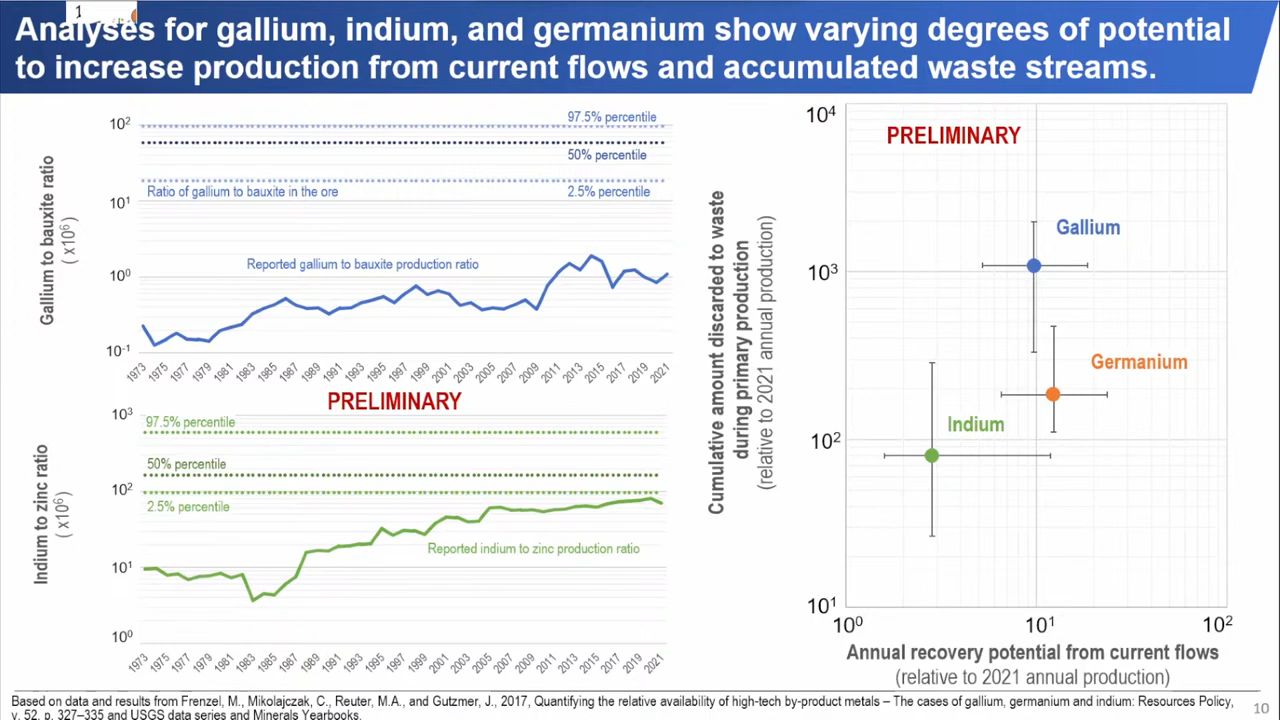 1
Analyses for gallium, indium, and germanium show varying degrees of potential
to increase production from current flows and accumulated waste streams.
Gallium to bauxite ratio
( x10⁶)
10²
10¹
10⁰
10⁻¹
97.5% percentile
50% percentile
Ratio of gallium to bauxite in the ore
2.5% percentile
Reported gallium to bauxite production ratio
1973 1975 1977 1979 1981 1983 1985 1987 1989 1991 1993 1995 1997 1999 2001 2003 2005 2007 2009 2011 2013 2015 2017 2019 2021
PRELIMINARY
Indium to zinc ratio
( x10⁶)
10³
10²
10¹
10⁰
97.5% percentile
50% percentile
2.5% percentile
Reported indium to zinc production ratio
1973 1975 1977 1979 1981 1983 1985 1987 1989 1991 1993 1995 1997 1999 2001 2003 2005 2007 2009 2011 2013 2015 2017 2019 2021
Cumulative amount discarded to waste
during primary production
(relative to 2021 annual production)
10⁴
10³
10²
10¹
PRELIMINARY
Gallium
Germanium
Indium
10⁰ 10¹ 10²
Annual recovery potential from current flows
(relative to 2021 annual production)
Based on data and results from Frenzel, M., Mikolajczak, C., Reuter, M.A., and Gutzmer, J., 2017, Quantifying the relative availability of high-tech by-product metals – The cases of gallium, germanium and indium: Resources Policy,
v. 52, p. 327–335 and USGS data series and Minerals Yearbooks.
10